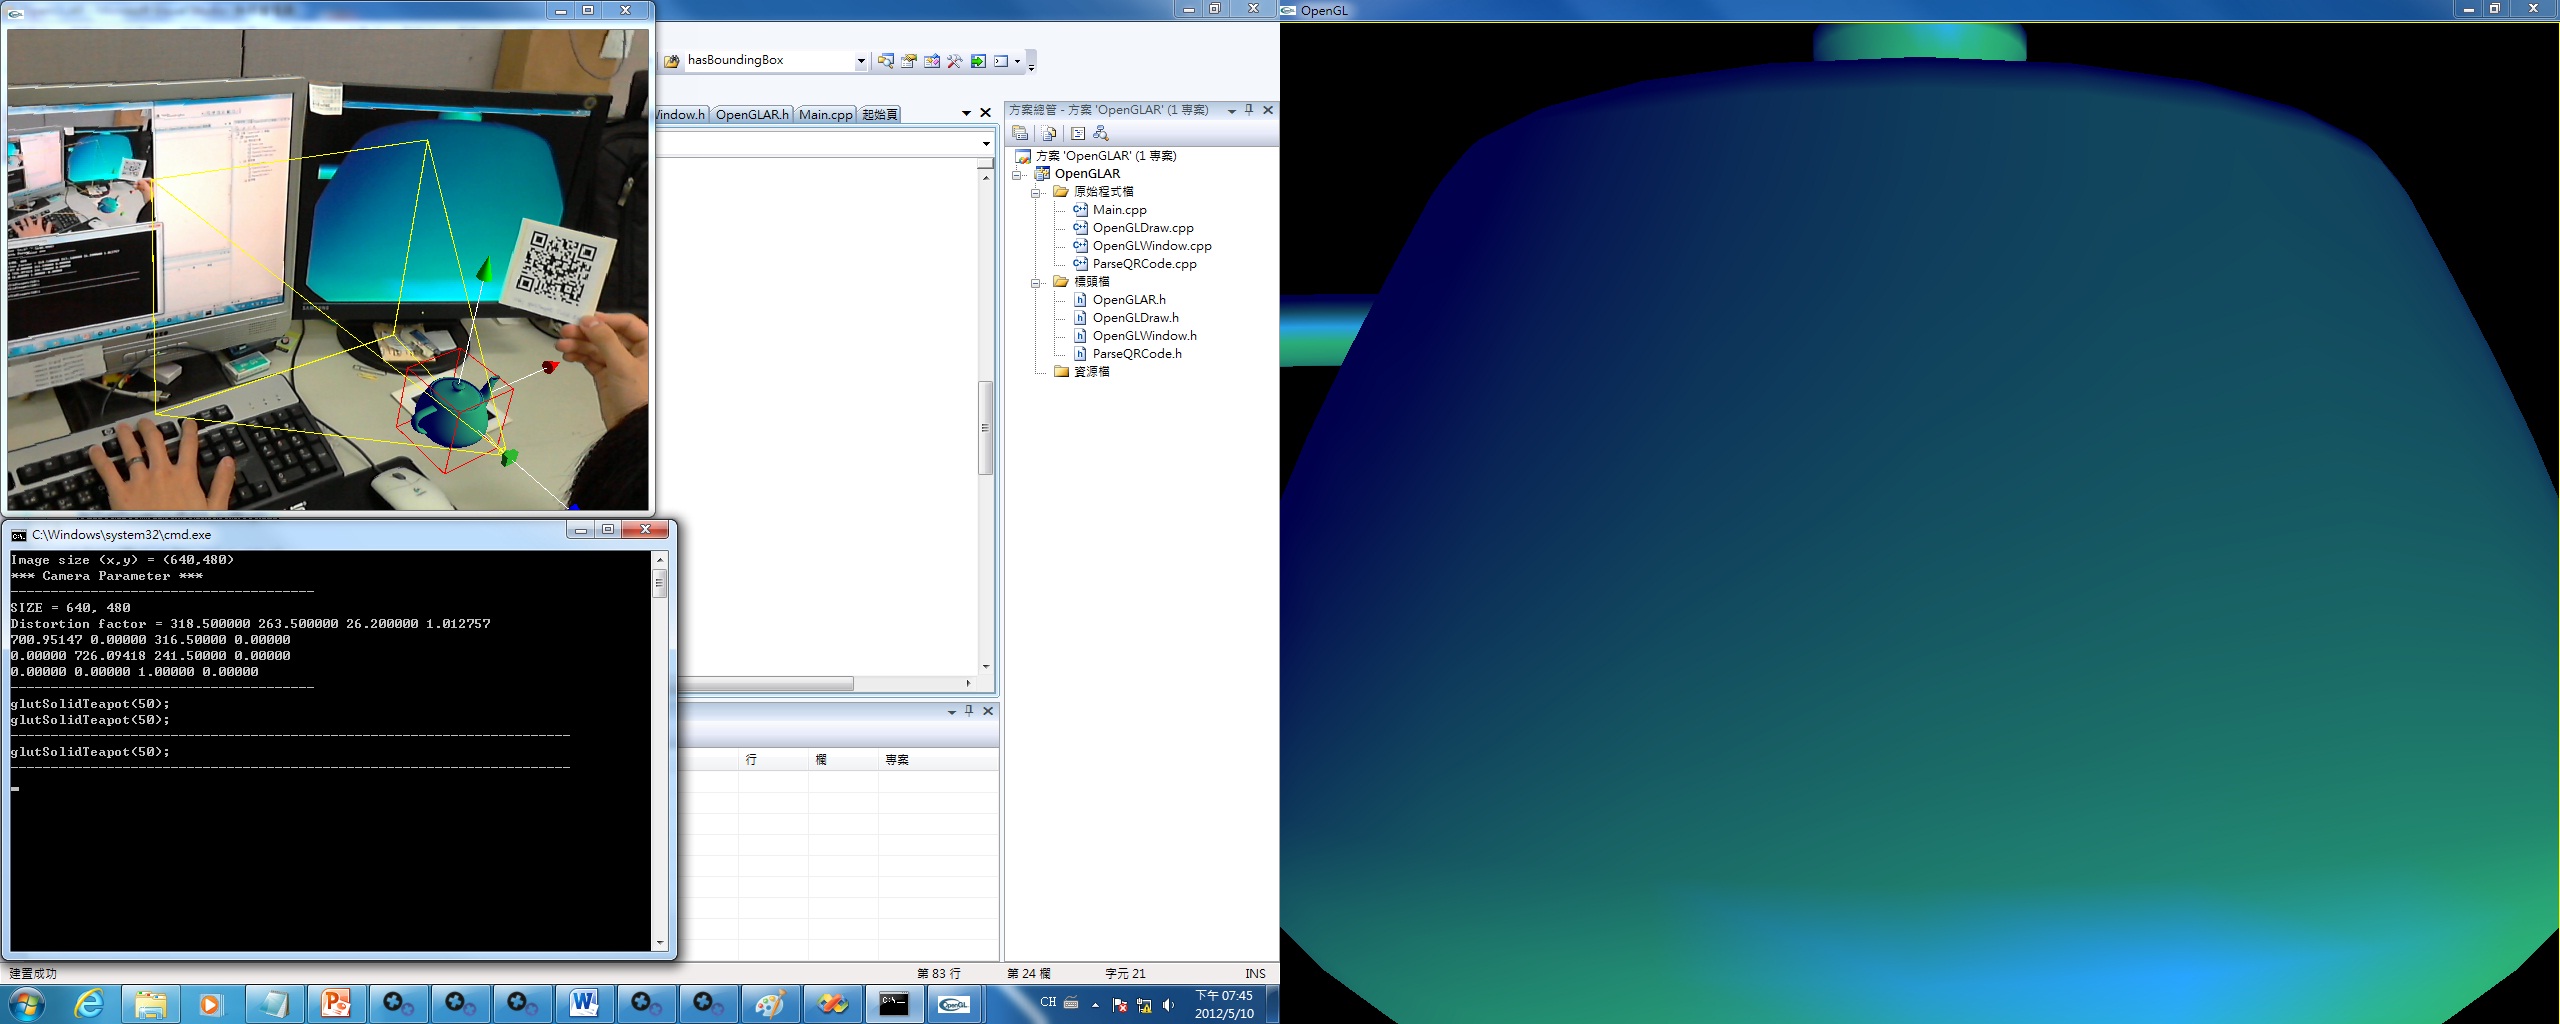 hasBoundingBox
indow.h
OpenGLAR.h
Main.cpp
起始頁
方案總管 - 方案 'OpenGLAR' (1 專案)
方案 'OpenGLAR' (1 專案)
OpenGLAR
原始程式檔
Main.cpp
OpenGLDraw.cpp
OpenGLWindow.cpp
ParseQRCode.cpp
標頭檔
OpenGLAR.h
OpenGLDraw.h
OpenGLWindow.h
ParseQRCode.h
資源檔
OpenGL
SAMSUNG
C:\Windows\system32\cmd.exe
Image size (x,y) = (640,480)
*** Camera Parameter ***
--------------------------------------
SIZE = 640, 480
Distortion factor = 318.500000 263.500000 26.200000 1.012757
700.95147 0.00000 316.50000 0.00000
0.00000 726.09418 241.50000 0.00000
0.00000 0.00000 1.00000 0.00000
--------------------------------------
glutSolidTeapot(50);
glutSolidTeapot(50);
----------------------------------------------------------------------
glutSolidTeapot(50);
----------------------------------------------------------------------
行
欄
專案
建置成功
第 83 行
第 24 欄
字元 21
INS
OpenGL
CH
下午 07:45
2012/5/10